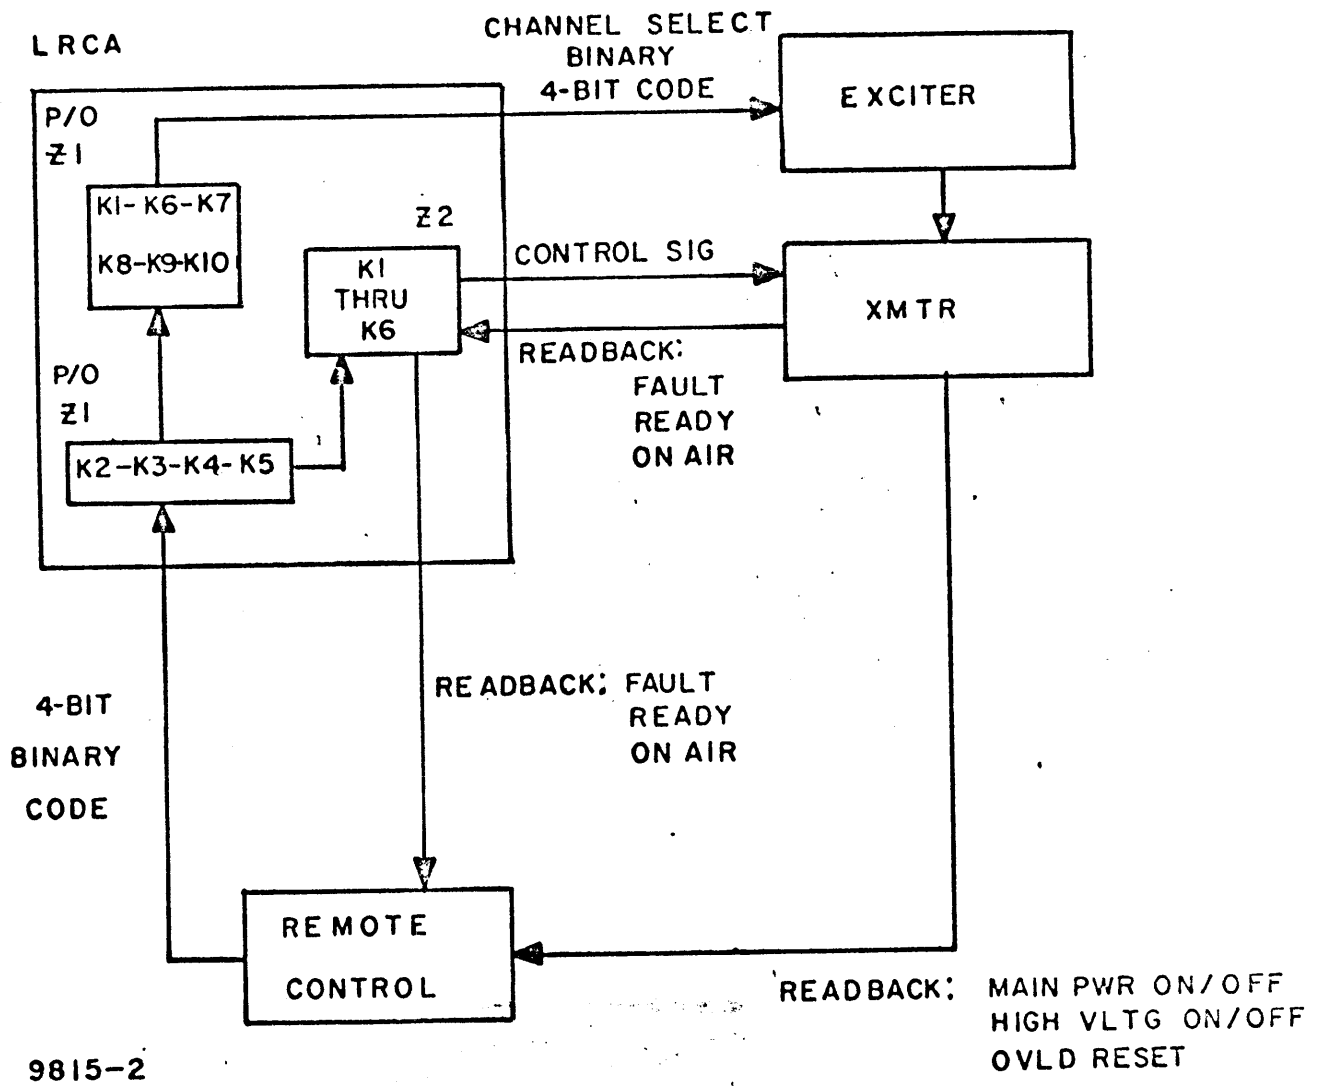 LRCA
CHANNEL SELECT
BINARY
4-BIT CODE
EXCITER
P/O
Z1
K1-K6-K7
K8-K9-K10
Z2
K1
THRU
K6
CONTROL SIG
XMTR
READBACK:
FAULT
READY
ON AIR
P/O
Z1
K2-K3-K4-K5
4-BIT
BINARY
CODE
READBACK: FAULT
READY
ON AIR
REMOTE
CONTROL
READBACK: MAIN PWR ON/OFF
HIGH VLTG ON/OFF
OVLD RESET
9815-2